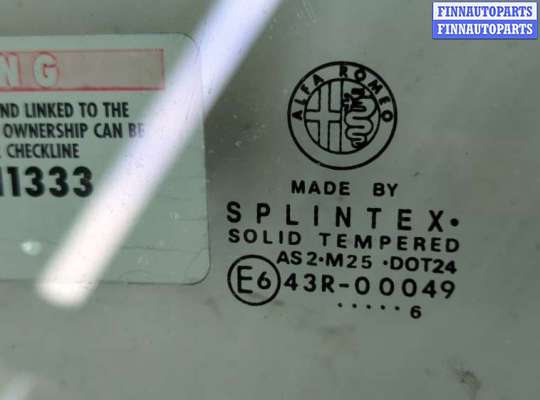 FINNAUTOPARTS
FINNAUTOPARTS
NG
ND LINKED TO THE
OWNERSHIP CAN BE
CHECKLINE
1333
ALFA ROMEO
MADE BY
SPLINTEX·
SOLID TEMPERED
AS2·M25 ·DOT24
E6 43R-00049
.....6